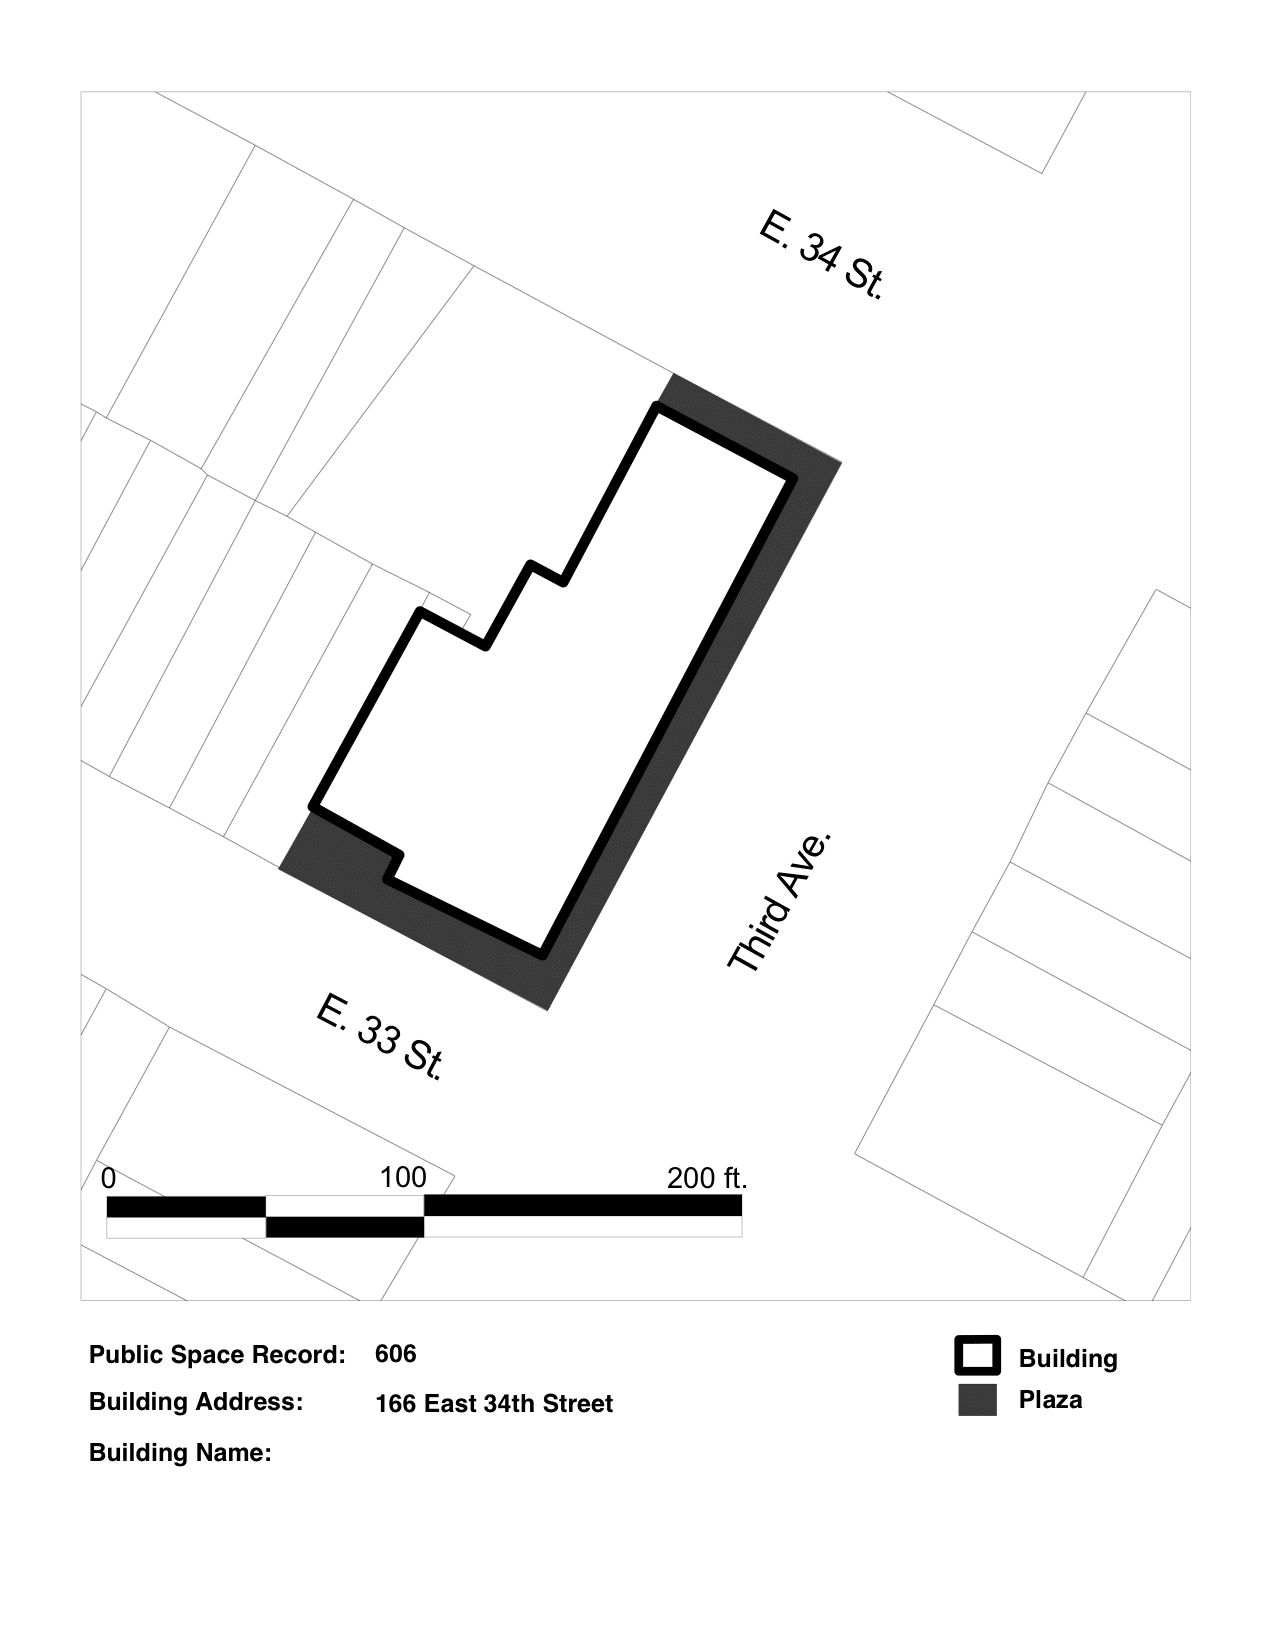 E. 34 St.
Third Ave.
E. 33 St.
0 100 200 ft.
Public Space Record: 606
Building Address: 166 East 34th Street
Building Name:
Building
Plaza